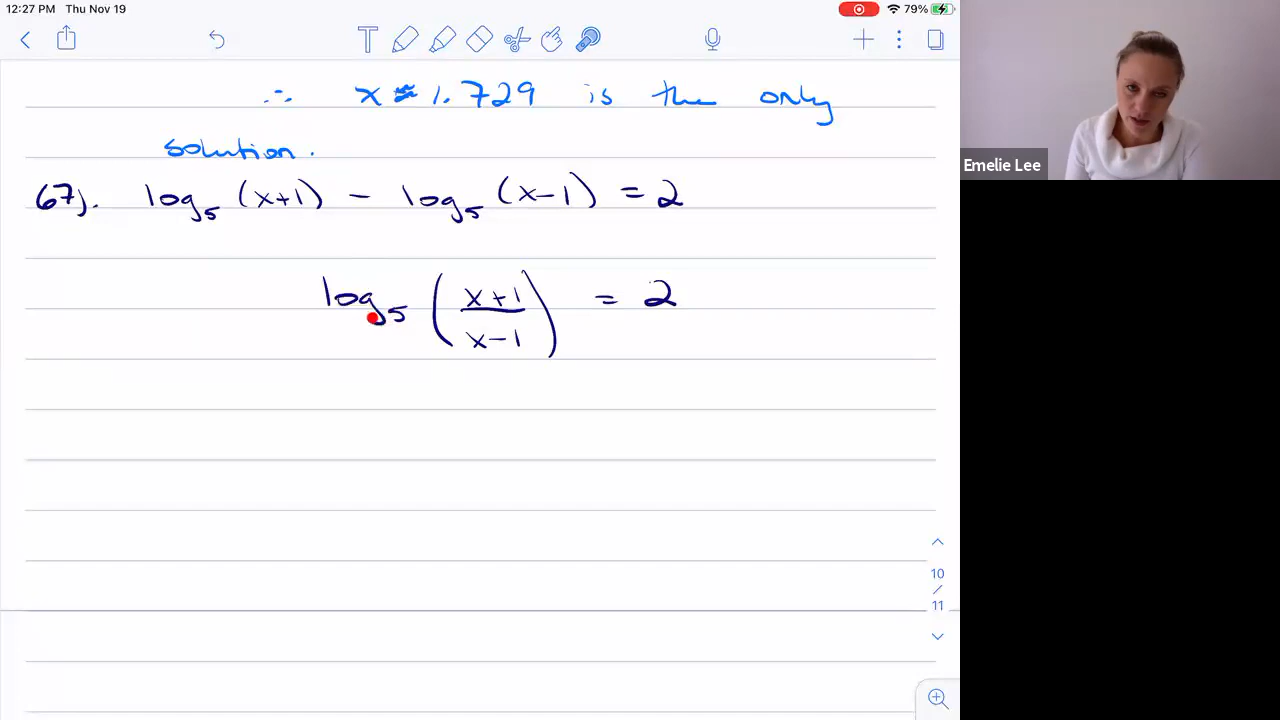 12:27 PM Thu Nov 19
79%
∴ x ≈ 1.729 is the only
solution.
67). log₅ (x+1) − log₅ (x−1) = 2
log₅ (x+1 / x−1) = 2
Emelie Lee
10
/
11